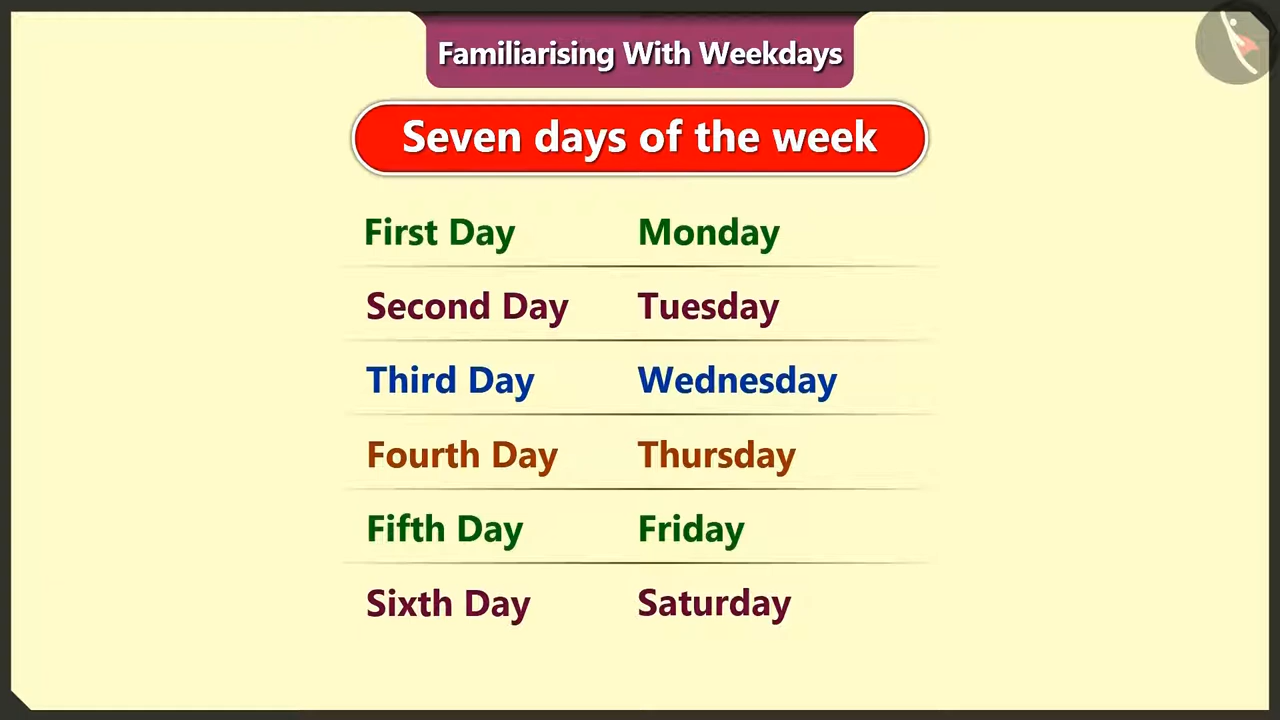 Familiarising With Weekdays
Seven days of the week
First Day Monday
Second Day Tuesday
Third Day Wednesday
Fourth Day Thursday
Fifth Day Friday
Sixth Day Saturday